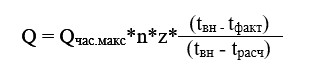 Q = Qчас.макс*n*z* (tвн - tфакт)
(tвн - tрасч)